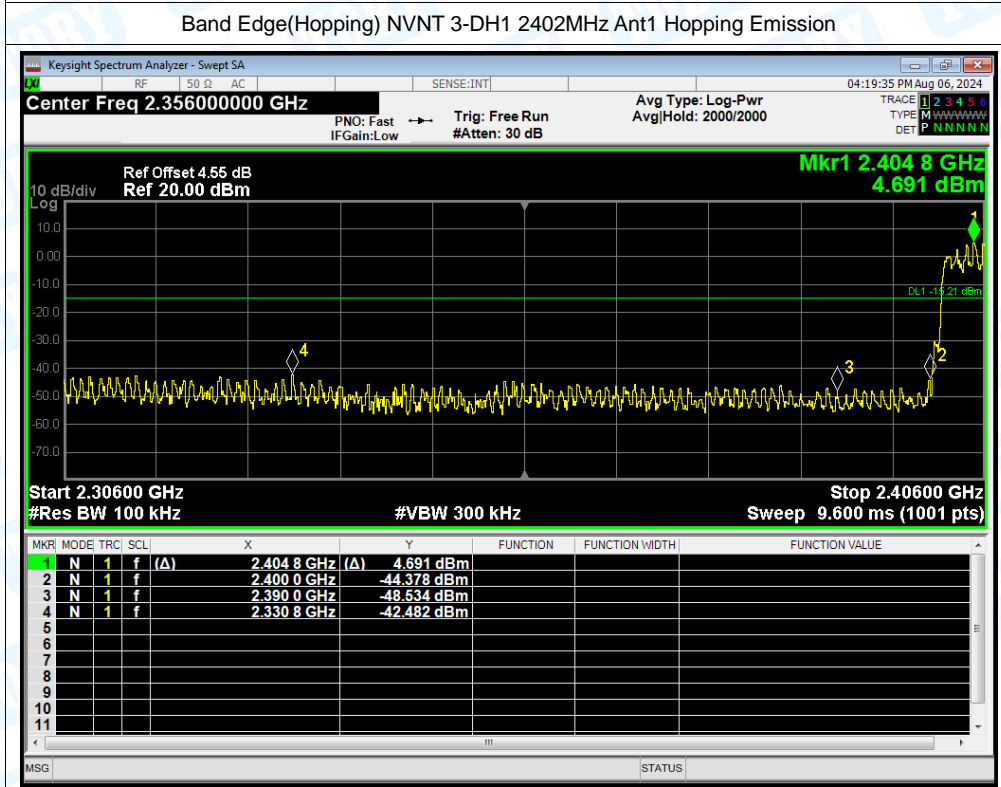 Band Edge(Hopping) NVNT 3-DH1 2402MHz Ant1 Hopping Emission
Keysight Spectrum Analyzer - Swept SA
LXI RF 50 Ω AC SENSE:INT 04:19:35 PM Aug 06, 2024
Center Freq 2.356000000 GHz
PNO: Fast
IFGain:Low
Trig: Free Run
#Atten: 30 dB
Avg Type: Log-Pwr
Avg|Hold: 2000/2000
TRACE 1 2 3 4 5 6
TYPE M W W W W W
DET P N N N N N
Mkr1 2.404 8 GHz
4.691 dBm
Ref Offset 4.55 dB
10 dB/div Ref 20.00 dBm
Log
10.0
0.00
-10.0
-20.0
-30.0
-40.0
-50.0
-60.0
-70.0
1
DL1 -15.21 dBm
4
3
2
Start 2.30600 GHz Stop 2.40600 GHz
#Res BW 100 kHz #VBW 300 kHz Sweep 9.600 ms (1001 pts)
MKR MODE TRC SCL X Y FUNCTION FUNCTION WIDTH FUNCTION VALUE
1 N 1 f (Δ) 2.404 8 GHz (Δ) 4.691 dBm
2 N 1 f 2.400 0 GHz -44.378 dBm
3 N 1 f 2.390 0 GHz -48.534 dBm
4 N 1 f 2.330 8 GHz -42.482 dBm
5
6
7
8
9
10
11
MSG STATUS